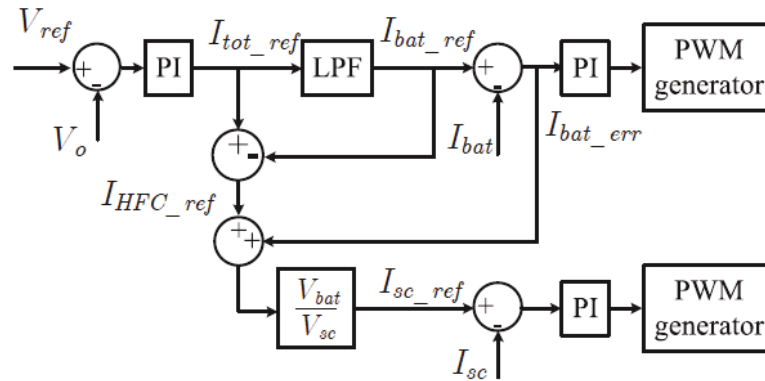 V_ref
+
-
V_o
PI
I_tot_ref
LPF
I_bat_ref
+
-
I_bat
I_bat_err
PI
PWM
generator
+
-
I_HFC_ref
+
+
V_bat
V_sc
I_sc_ref
+
-
I_sc
PI
PWM
generator